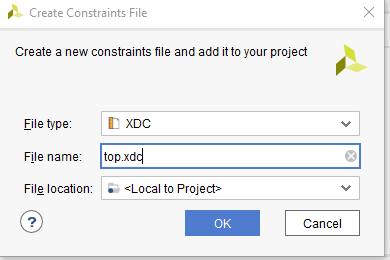 Create Constraints File
Create a new constraints file and add it to your project
File type: XDC
File name: top.xdc
File location: <Local to Project>
? OK Cancel